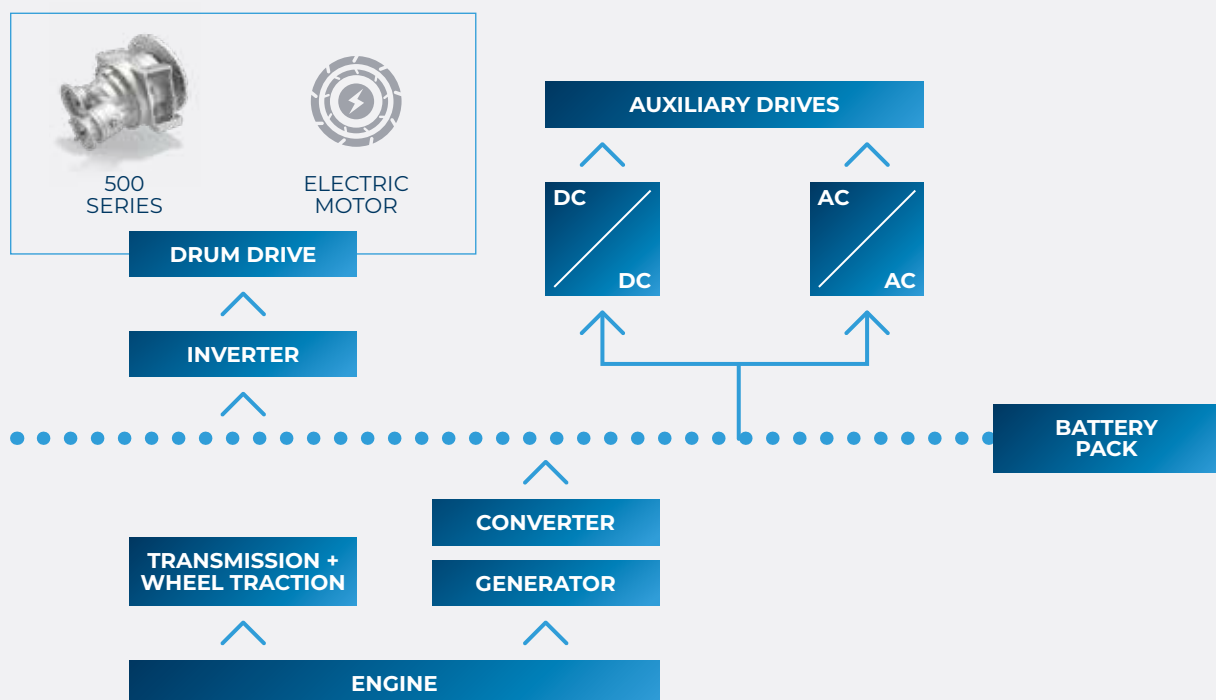 500
SERIES
ELECTRIC
MOTOR
DRUM DRIVE
INVERTER
AUXILIARY DRIVES
DC
DC
AC
AC
BATTERY
PACK
CONVERTER
GENERATOR
TRANSMISSION +
WHEEL TRACTION
ENGINE